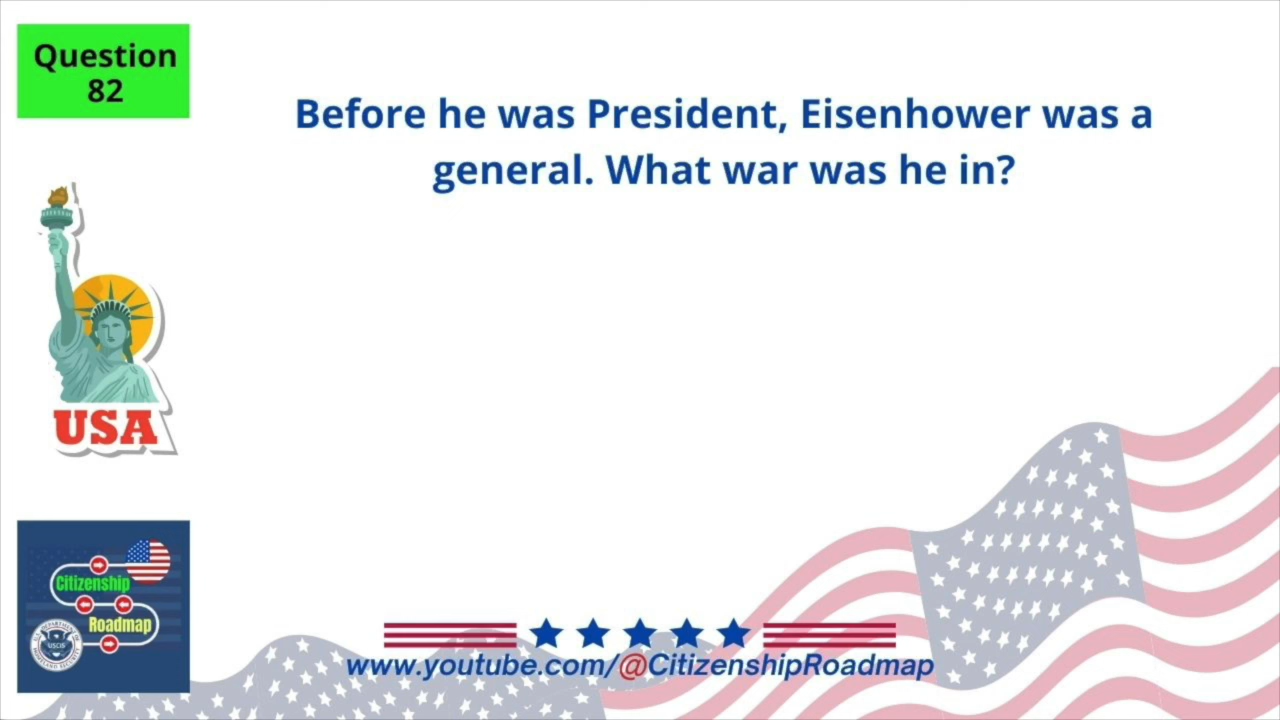 Question
82
Before he was President, Eisenhower was a
general. What war was he in?
USA
Citizenship
Roadmap
USCIS
www.youtube.com/@CitizenshipRoadmap